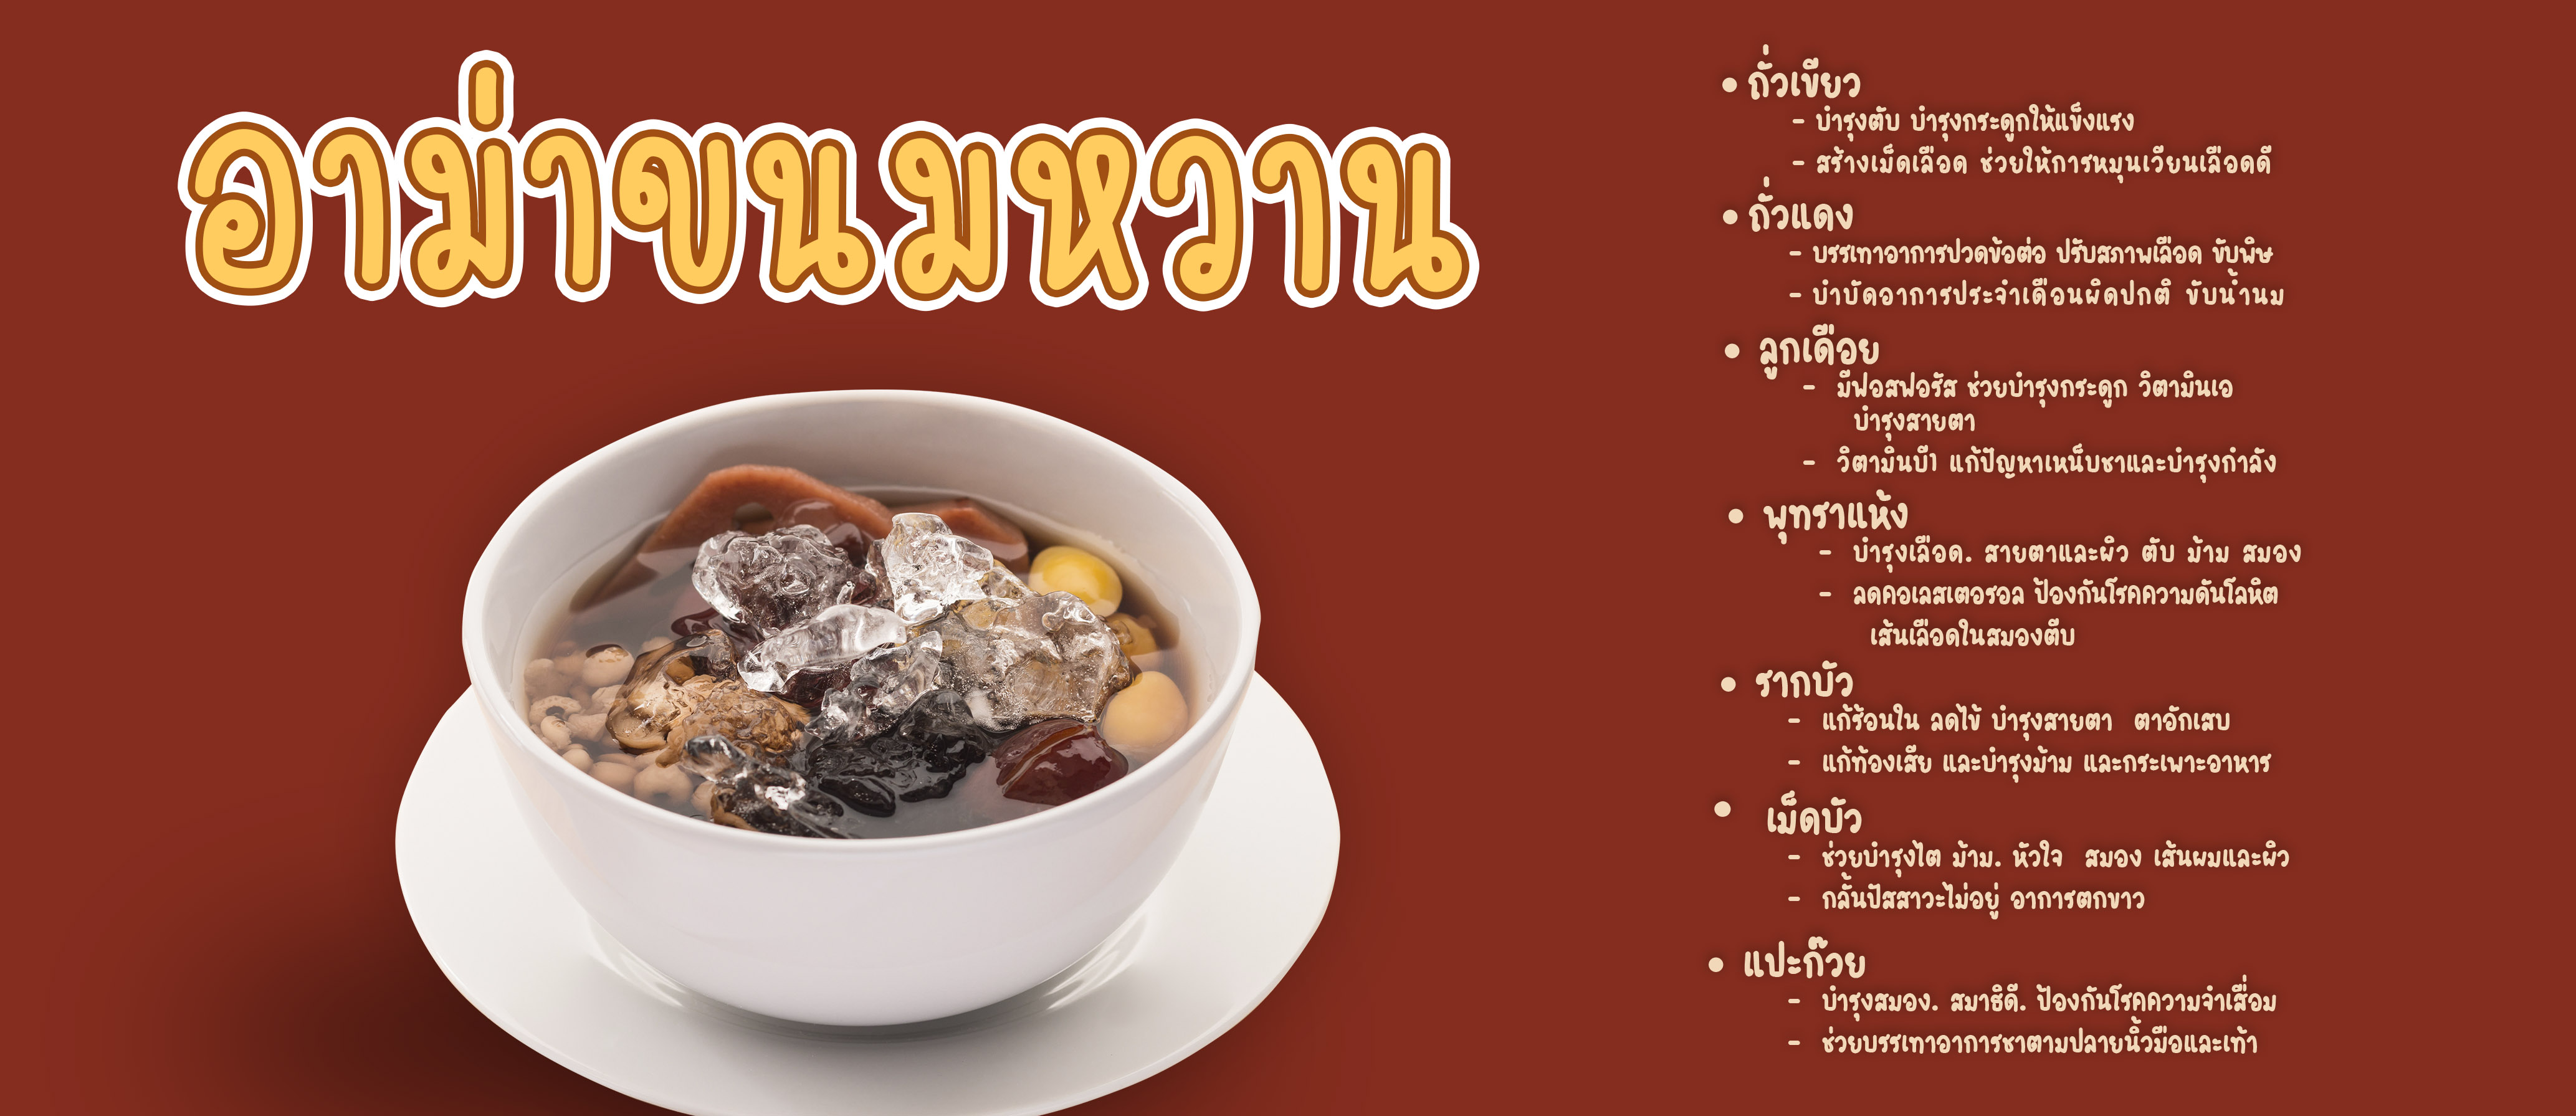 อาม่าขนมหวาน
• ถั่วเขียว
- บำรุงตับ บำรุงกระดูกให้แข็งแรง
- สร้างเม็ดเลือด ช่วยให้การหมุนเวียนเลือดดี
• ถั่วแดง
- บรรเทาอาการปวดข้อต่อ ปรับสภาพเลือด ขับพิษ
- บำบัดอาการประจำเดือนผิดปกติ ขับน้ำนม
• ลูกเดือย
- มีฟอสฟอรัส ช่วยบำรุงกระดูก วิตามินเอ
บำรุงสายตา
- วิตามินบี1 แก้ปัญหาเหน็บชาและบำรุงกำลัง
• พุทราแห้ง
- บำรุงเลือด. สายตาและผิว ตับ ม้าม สมอง
- ลดคอเลสเตอรอล ป้องกันโรคความดันโลหิต
เส้นเลือดในสมองตีบ
• รากบัว
- แก้ร้อนใน ลดไข้ บำรุงสายตา ตาอักเสบ
- แก้ท้องเสีย และบำรุงม้าม และกระเพาะอาหาร
• เม็ดบัว
- ช่วยบำรุงไต ม้าม. หัวใจ สมอง เส้นผมและผิว
- กลั้นปัสสาวะไม่อยู่ อาการตกขาว
• แปะก๊วย
- บำรุงสมอง. สมาธิดี. ป้องกันโรคความจำเสื่อม
- ช่วยบรรเทาอาการชาตามปลายนิ้วมือและเท้า